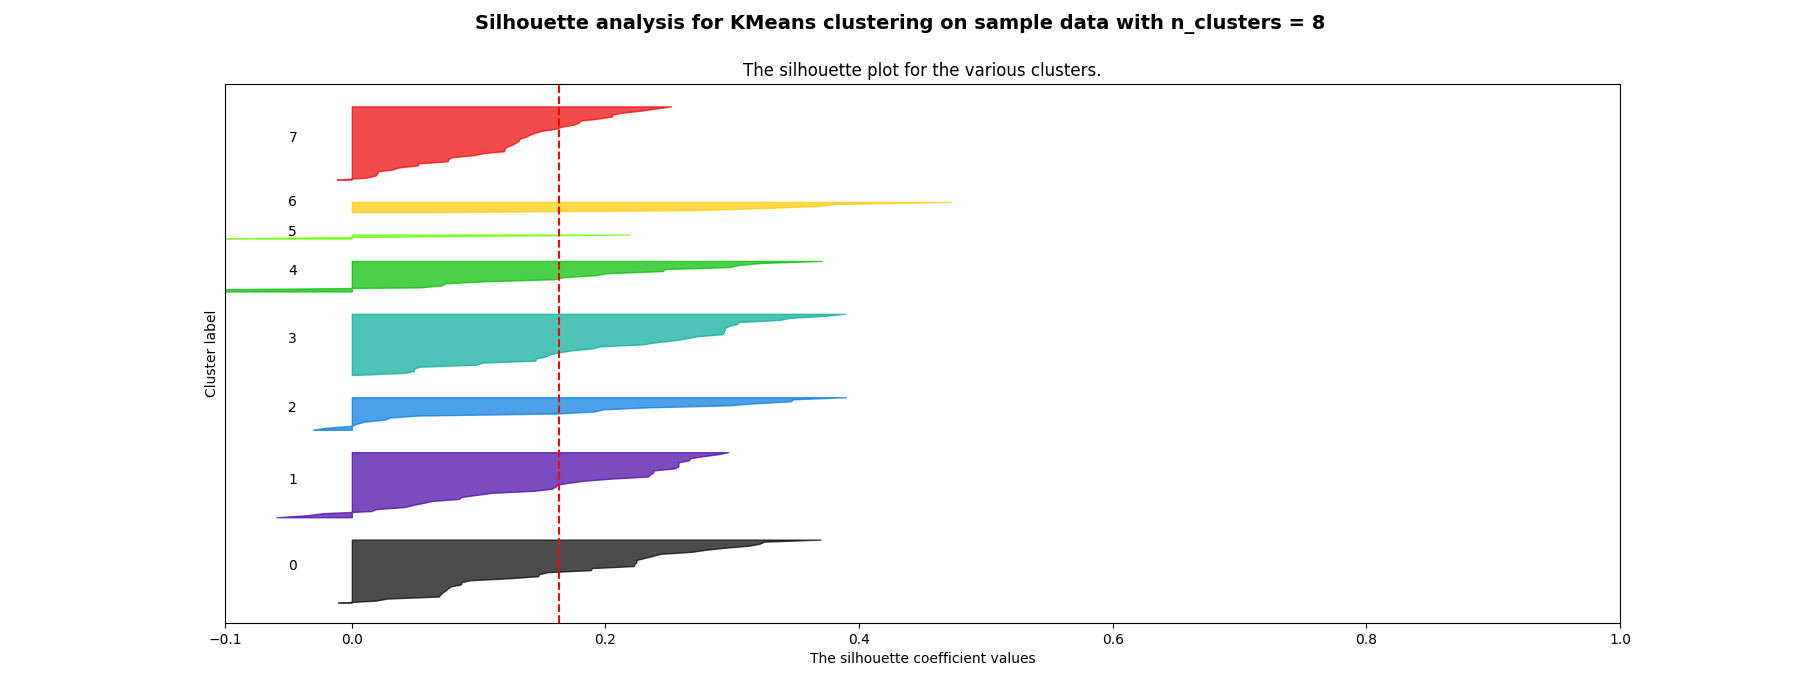 Silhouette analysis for KMeans clustering on sample data with n_clusters = 8
The silhouette plot for the various clusters.
7
6
5
4
3
2
1
0
Cluster label
−0.1 0.0 0.2 0.4 0.6 0.8 1.0
The silhouette coefficient values